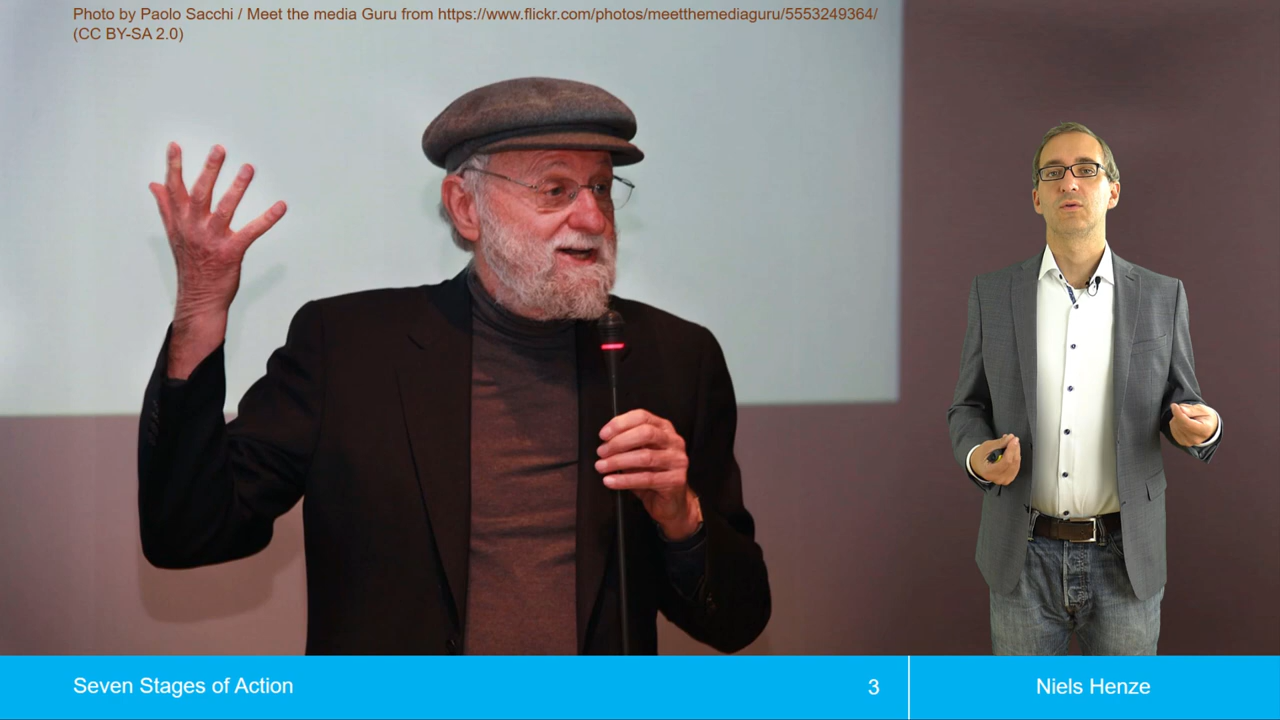 Photo by Paolo Sacchi / Meet the media Guru from https://www.flickr.com/photos/meetthemediaguru/5553249364/
(CC BY-SA 2.0)
Seven Stages of Action
3
Niels Henze